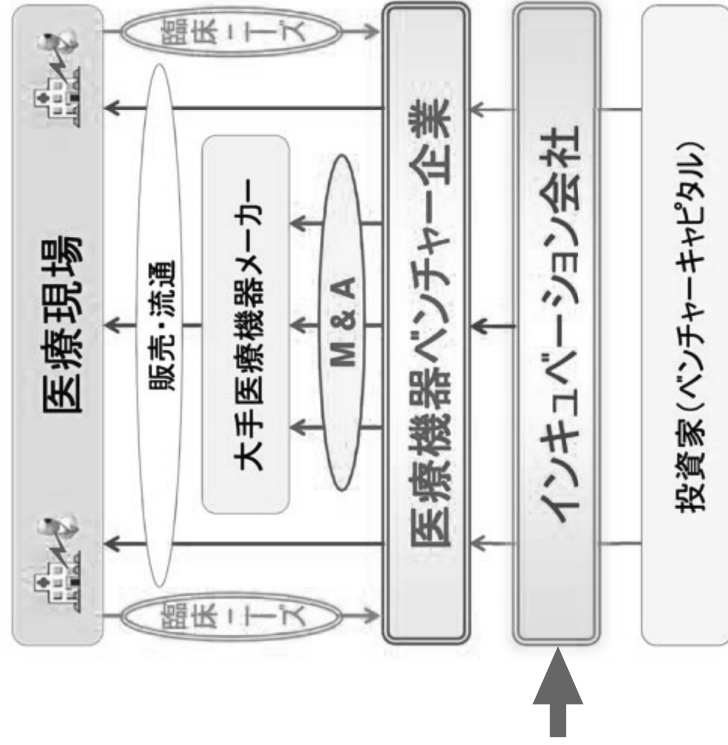 医療現場
臨床ニーズ
臨床ニーズ
販売・流通
大手医療機器メーカー
M & A
医療機器ベンチャー企業
インキュベーション会社
投資家(ベンチャーキャピタル)